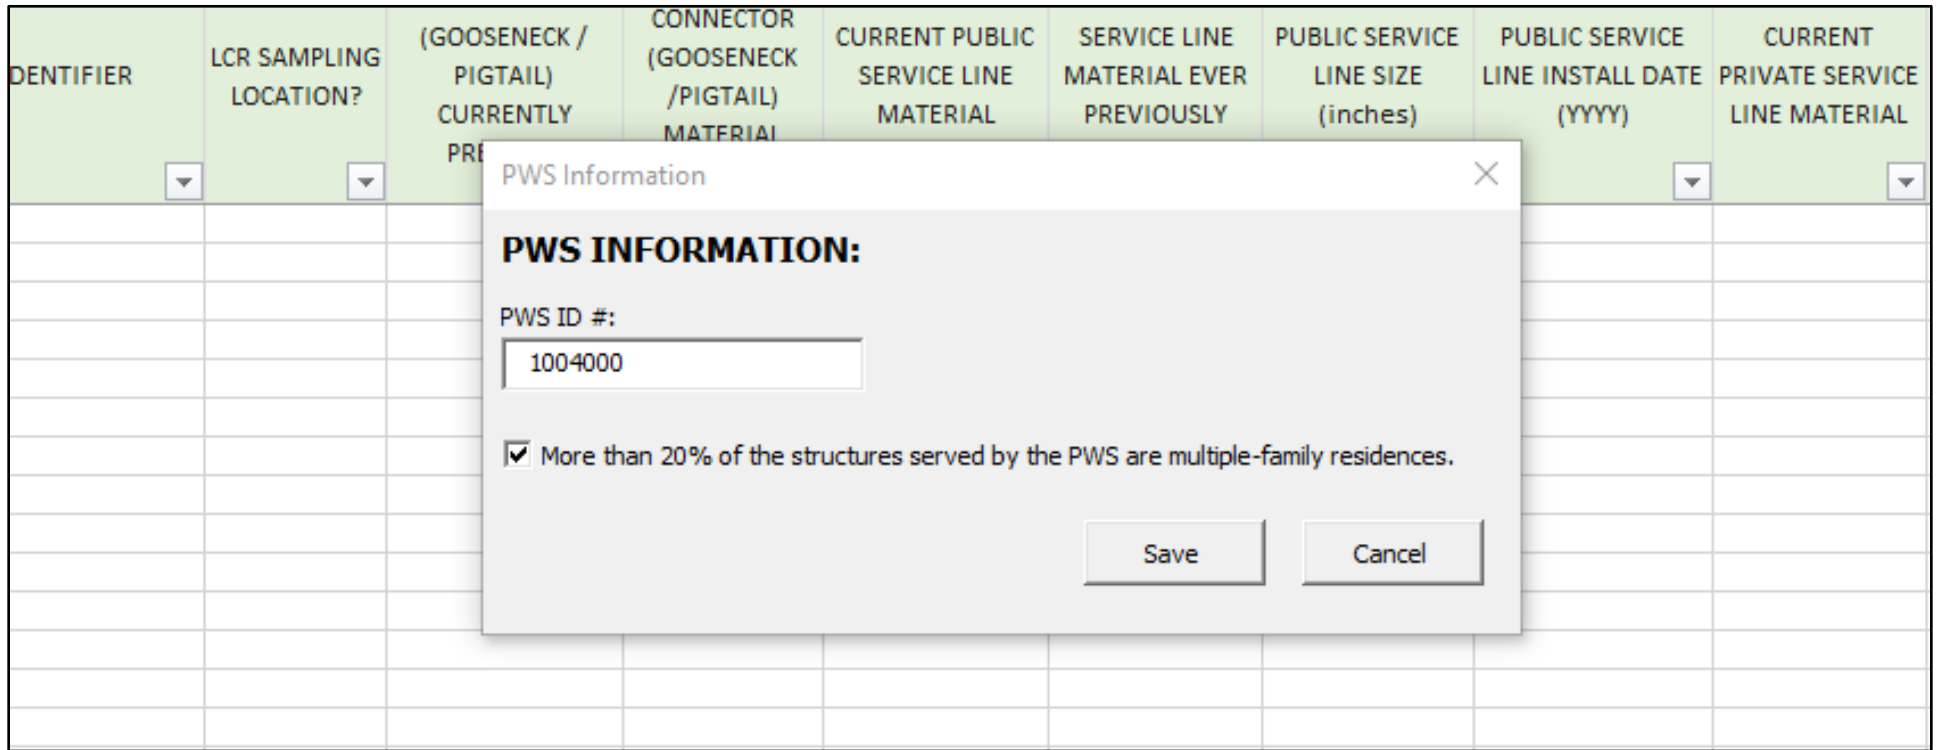 DENTIFIER
LCR SAMPLING
LOCATION?
(GOOSENECK /
PIGTAIL)
CURRENTLY
PRE
CONNECTOR
(GOOSENECK
/PIGTAIL)
MATERIAL
CURRENT PUBLIC
SERVICE LINE
MATERIAL
SERVICE LINE
MATERIAL EVER
PREVIOUSLY
PUBLIC SERVICE
LINE SIZE
(inches)
PUBLIC SERVICE
LINE INSTALL DATE
(YYYY)
CURRENT
PRIVATE SERVICE
LINE MATERIAL
PWS Information
PWS INFORMATION:
PWS ID #:
1004000
More than 20% of the structures served by the PWS are multiple-family residences.
Save
Cancel